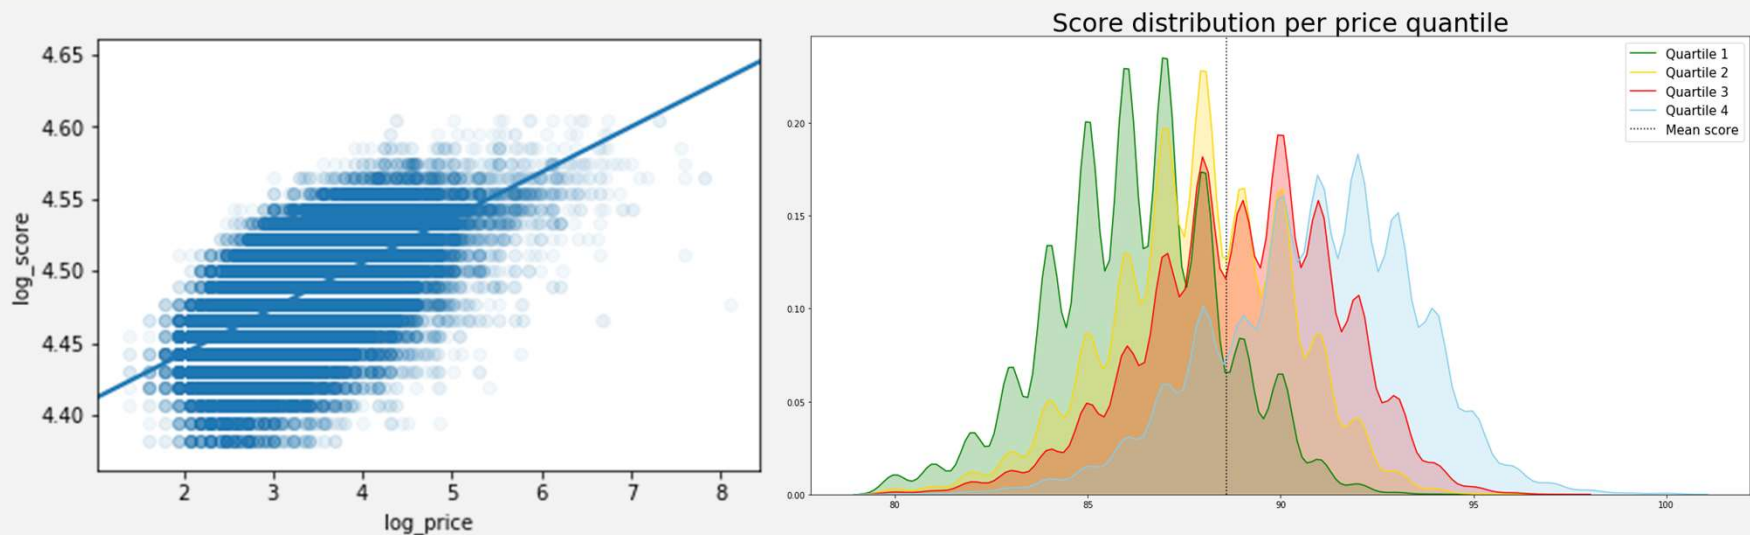 4.65
4.60
4.55
4.50
4.45
4.40
log_score
2 3 4 5 6 7 8
log_price
Score distribution per price quantile
Quartile 1
Quartile 2
Quartile 3
Quartile 4
Mean score
0.20
0.15
0.10
0.05
0.00
80 85 90 95 100